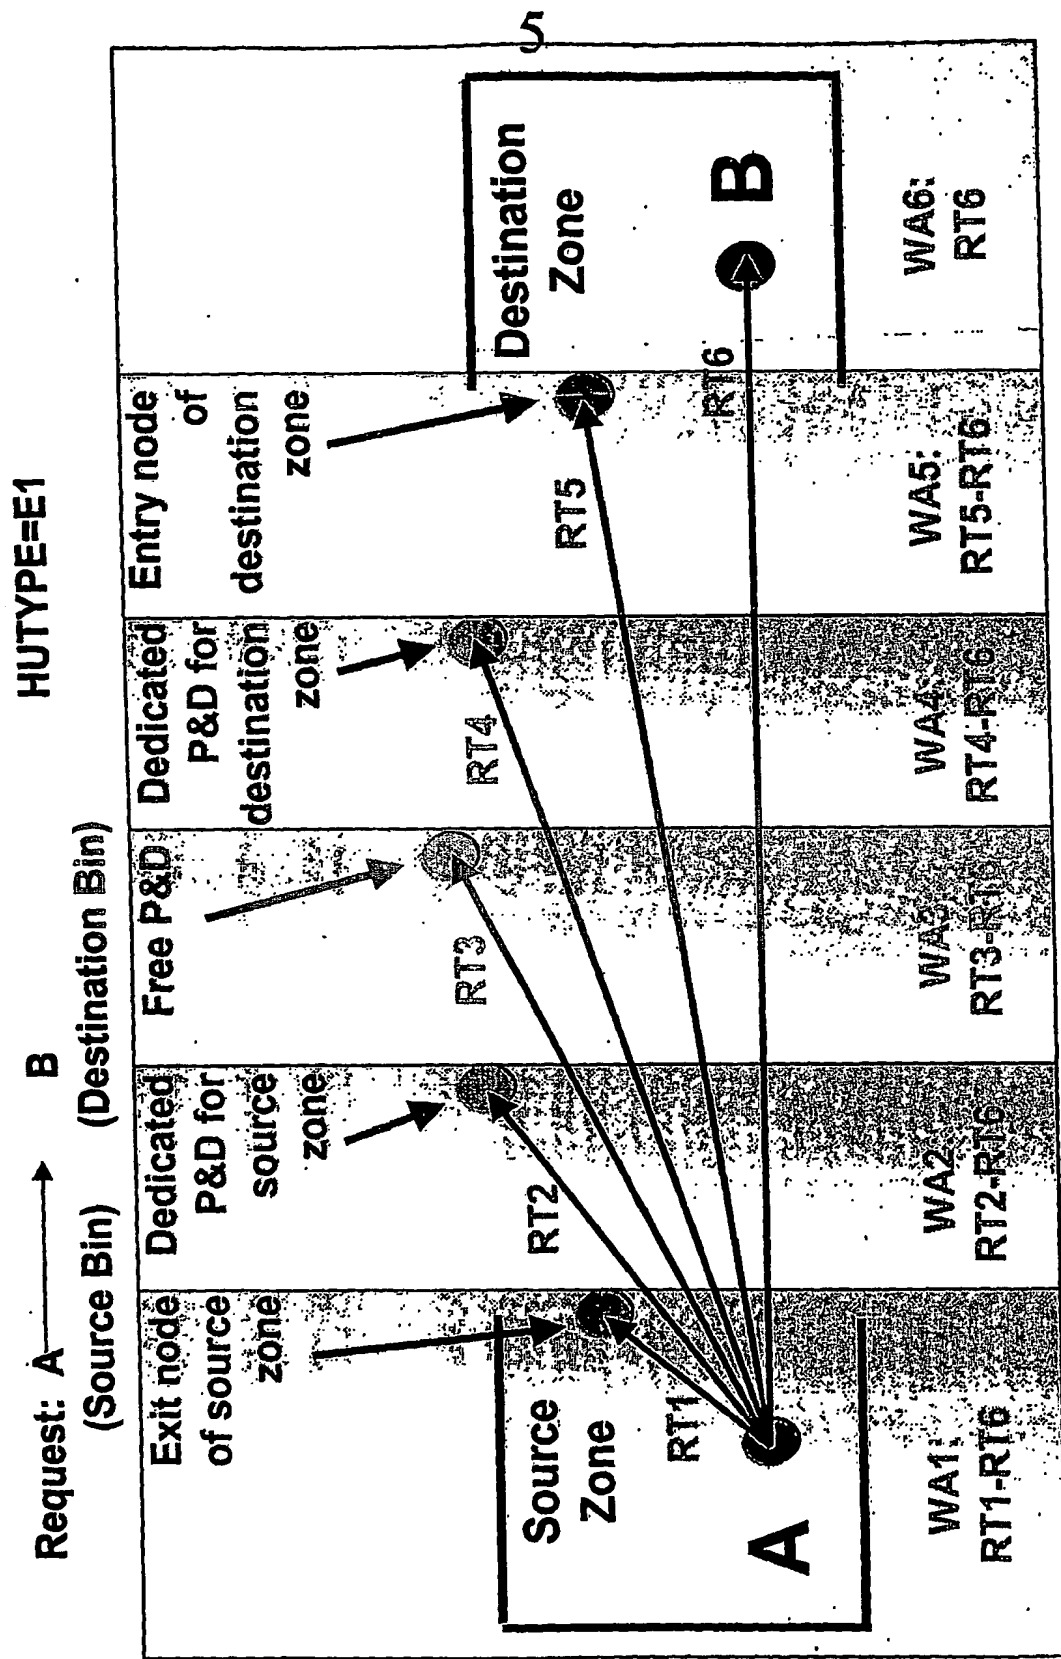 5
Request: A B HUTYPE=E1
(Source Bin) (Destination Bin)
Exit node
of source
zone
Dedicated
P&D for
source
zone
Free P&D
Dedicated
P&D for
destination
zone
Entry node
of
destination
zone
Source
Zone
A
RT1
RT2
RT3
RT4
RT5
RT6
Destination
Zone
B
WA1:
RT1-RT6
WA2
RT2-RT6
WA3
RT3-RT6
WA4
RT4-RT6
WA5:
RT5-RT6
WA6:
RT6